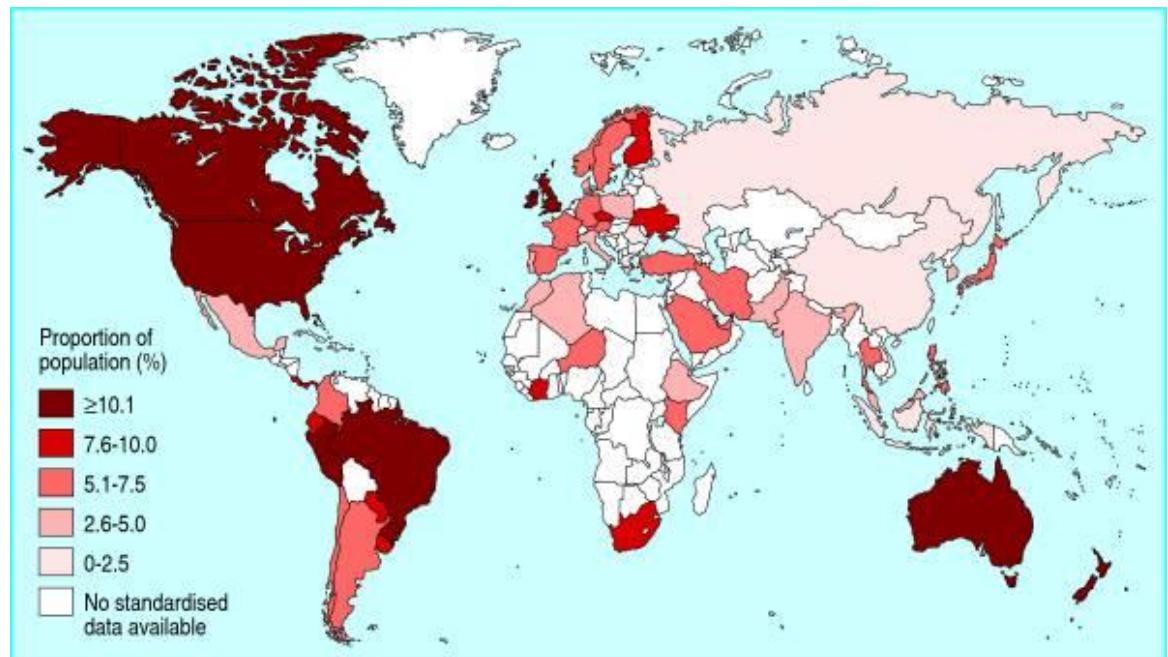 Proportion of
population (%)
≥10.1
7.6-10.0
5.1-7.5
2.6-5.0
0-2.5
No standardised
data available